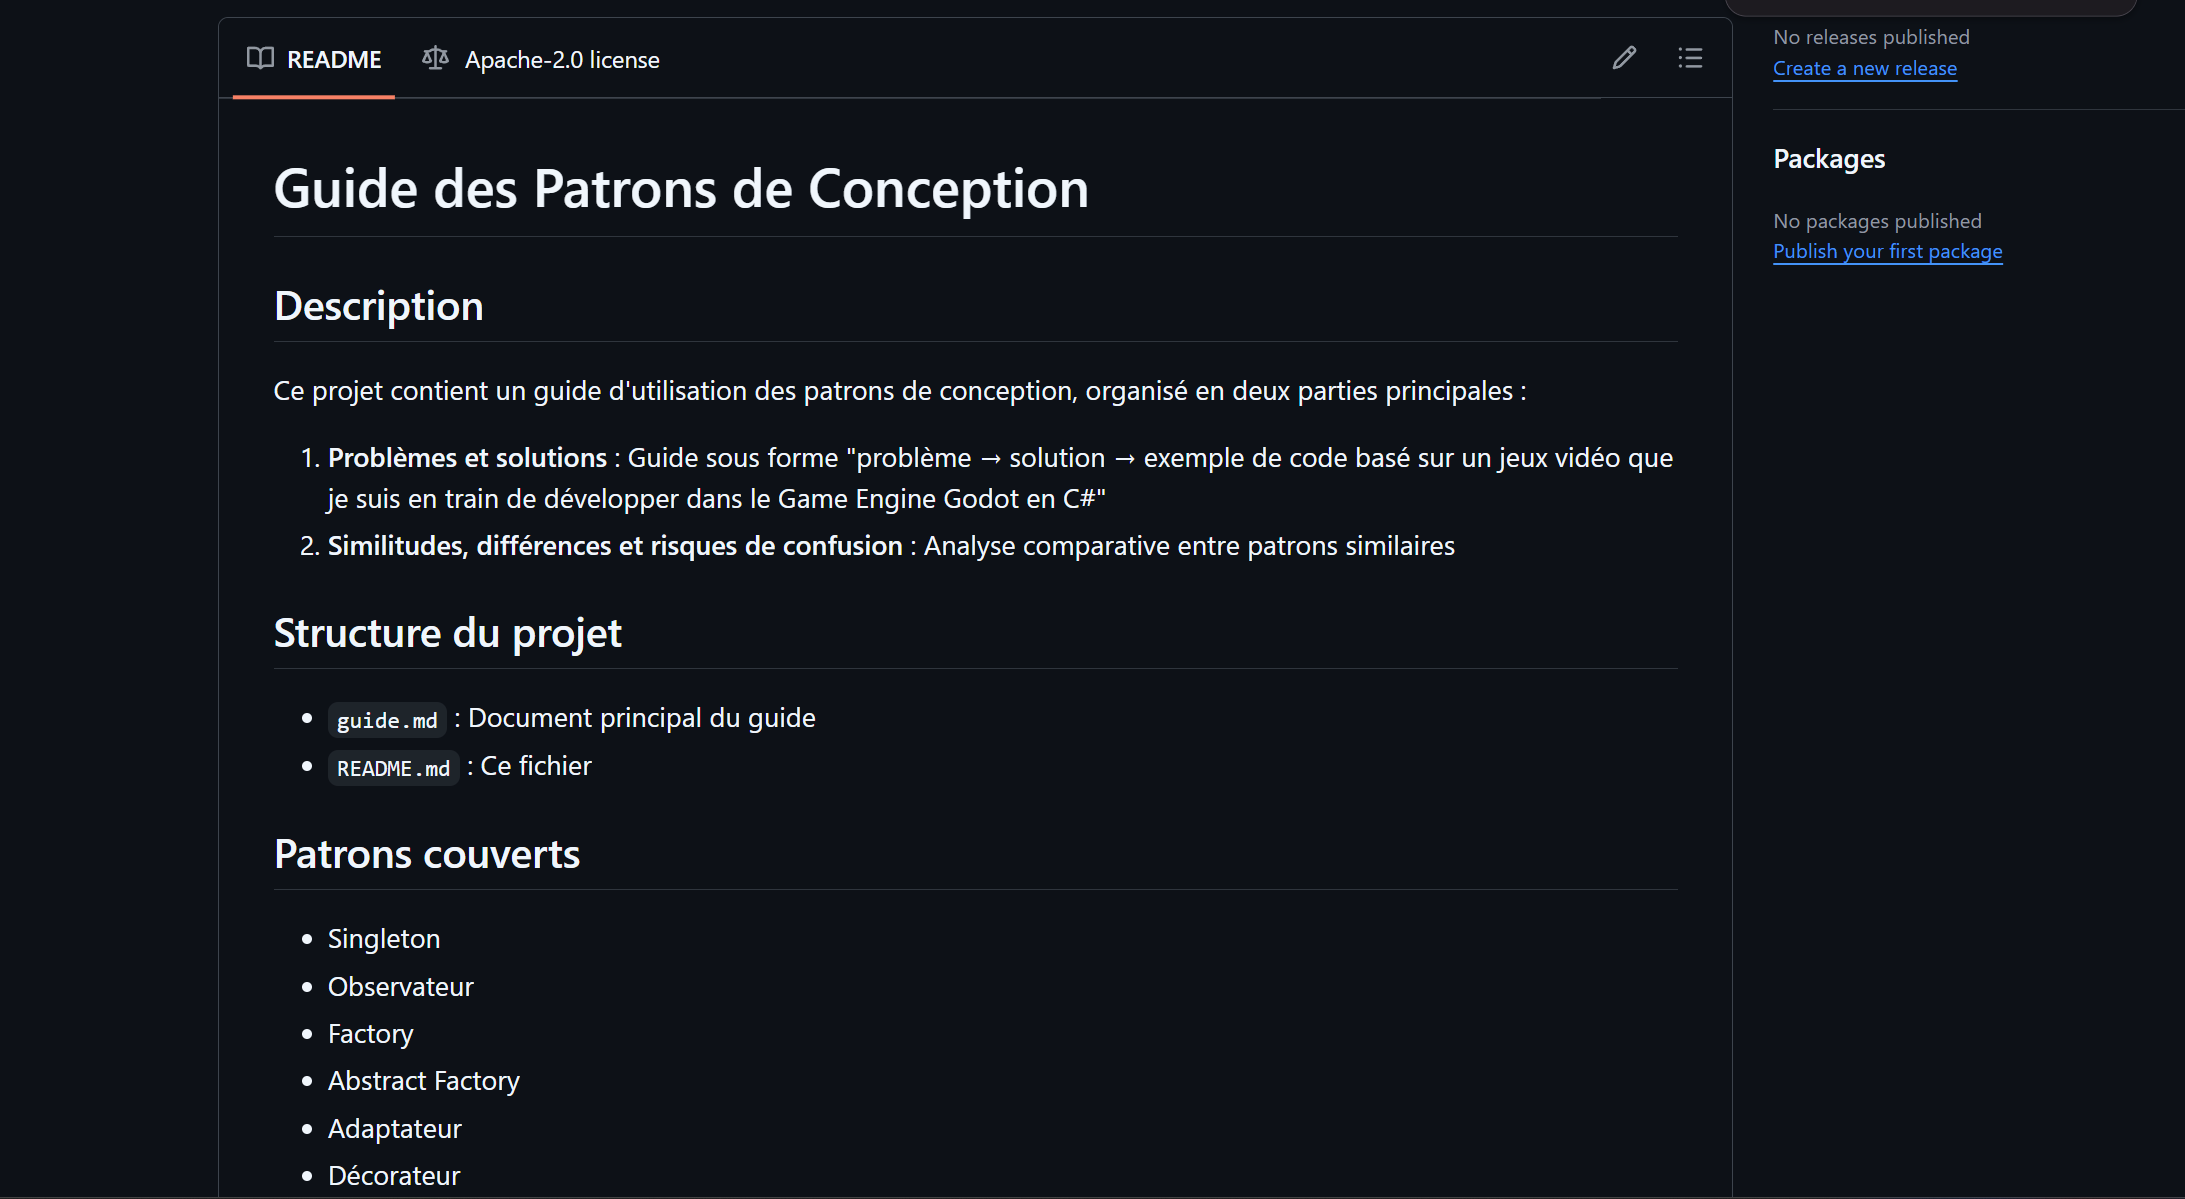 README
Apache-2.0 license
Guide des Patrons de Conception
Description
Ce projet contient un guide d'utilisation des patrons de conception, organisé en deux parties principales :
1. Problèmes et solutions : Guide sous forme "problème → solution → exemple de code basé sur un jeux vidéo que
je suis en train de développer dans le Game Engine Godot en C#"
2. Similitudes, différences et risques de confusion : Analyse comparative entre patrons similaires
Structure du projet
• guide.md : Document principal du guide
• README.md : Ce fichier
Patrons couverts
• Singleton
• Observateur
• Factory
• Abstract Factory
• Adaptateur
• Décorateur
No releases published
Create a new release
Packages
No packages published
Publish your first package